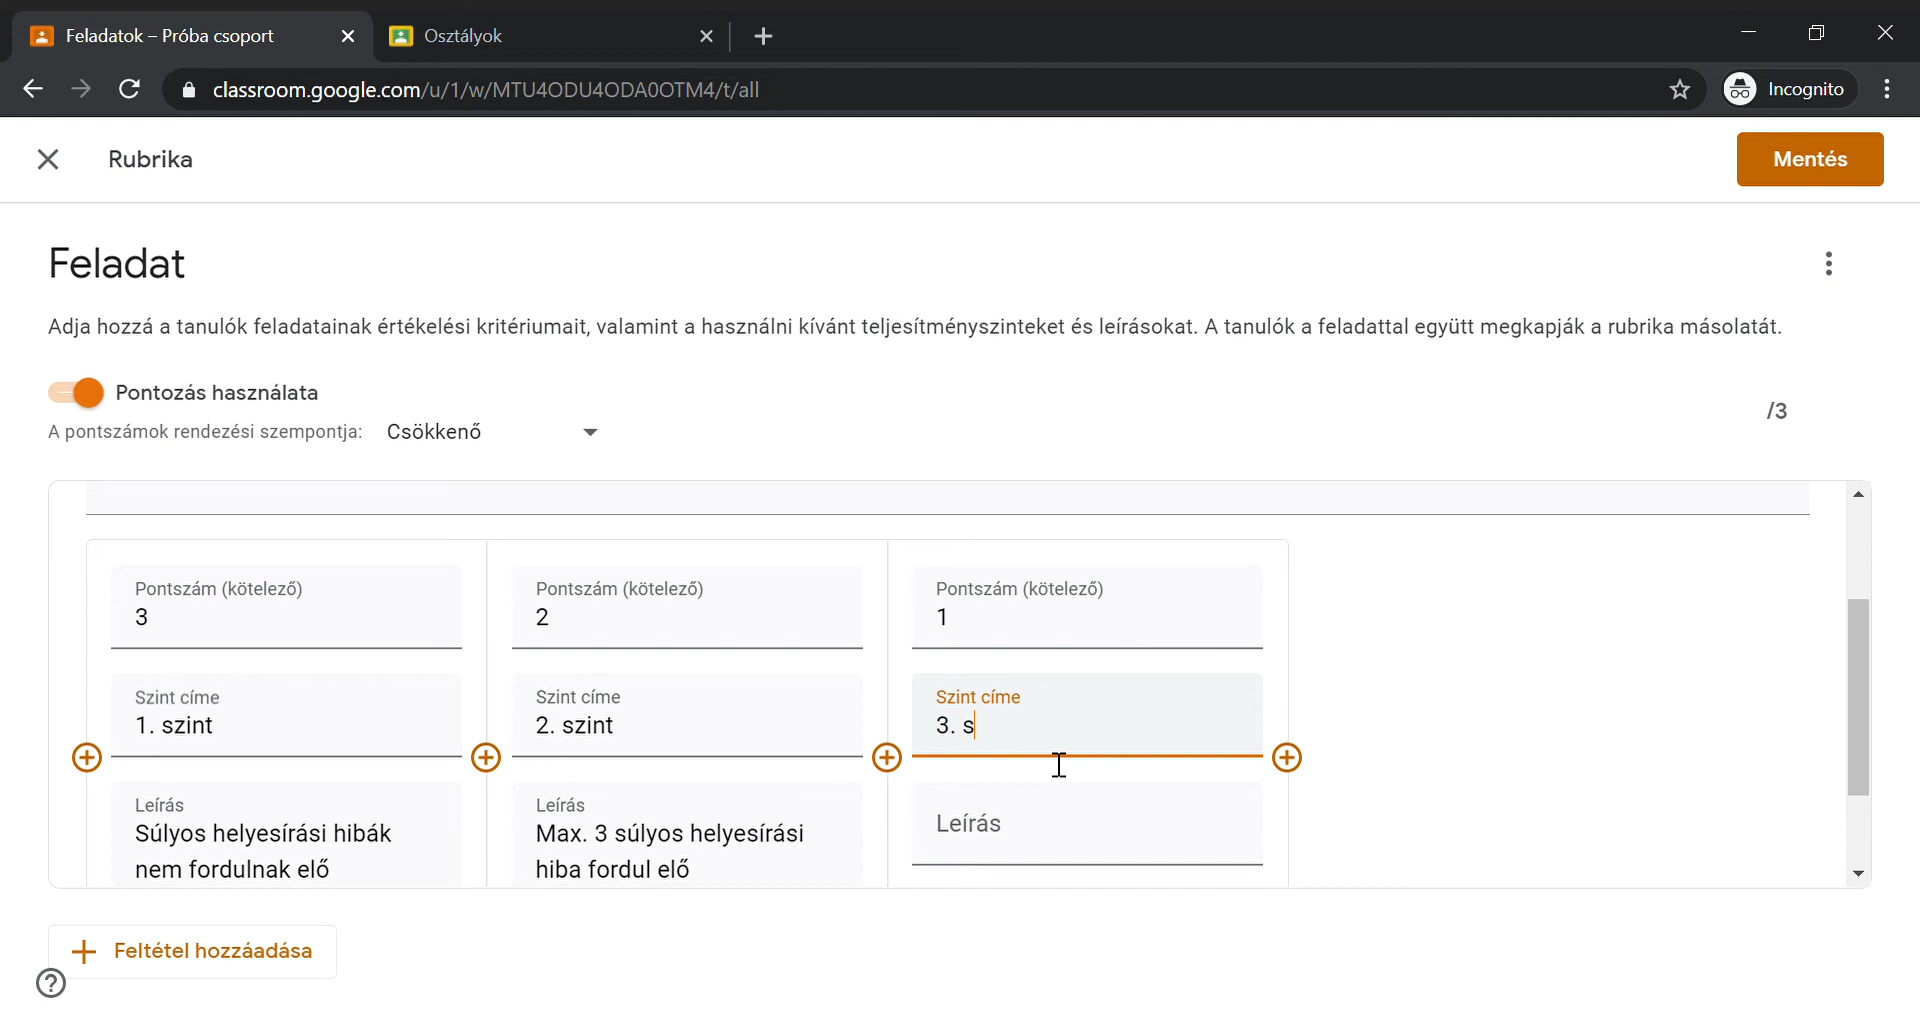 Feladatok – Próba csoport
Osztályok
classroom.google.com/u/1/w/MTU4ODU4ODA0OTM4/t/all
Incognito
Rubrika
Mentés
Feladat
Adja hozzá a tanulók feladatainak értékelési kritériumait, valamint a használni kívánt teljesítményszinteket és leírásokat. A tanulók a feladattal együtt megkapják a rubrika másolatát.
Pontozás használata
/3
A pontszámok rendezési szempontja: Csökkenő
Pontszám (kötelező)
3
Szint címe
1. szint
Leírás
Súlyos helyesírási hibák
nem fordulnak elő
Pontszám (kötelező)
2
Szint címe
2. szint
Leírás
Max. 3 súlyos helyesírási
hiba fordul elő
Pontszám (kötelező)
1
Szint címe
3. s
Leírás
Feltétel hozzáadása